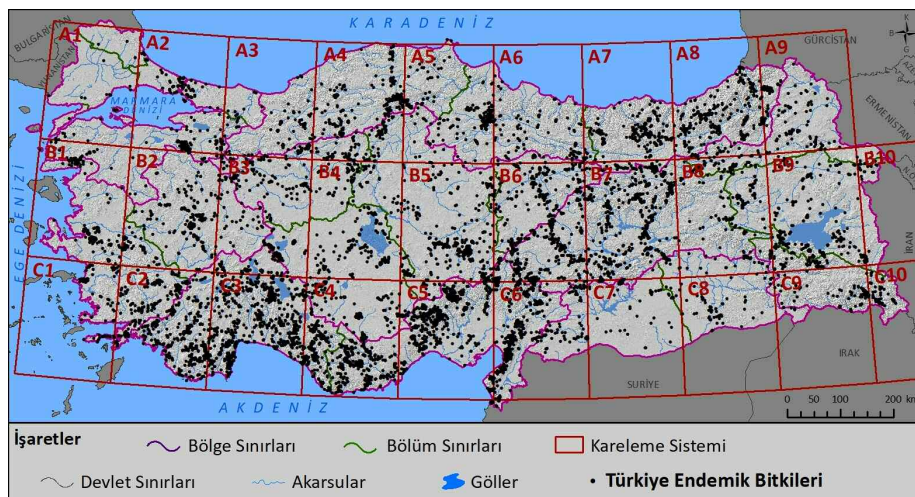 KARADENİZ
BULGARİSTAN
GÜRCİSTAN
K
B
G
A1
A2
A3
A4
A5
A6
A7
A8
A9
YUNANİSTAN
MARMARA
DENİZİ
ERMENİSTAN
B1
B2
B3
B4
B5
B6
B7
B8
B9
B10
EGE DENİZİ
İRAN
C1
C2
C3
C4
C5
C6
C7
C8
C9
C10
IRAK
SURİYE
AKDENİZ
0 50 100 200 km
İşaretler
Bölge Sınırları
Bölüm Sınırları
Kareleme Sistemi
Devlet Sınırları
Akarsular
Göller
Türkiye Endemik Bitkileri